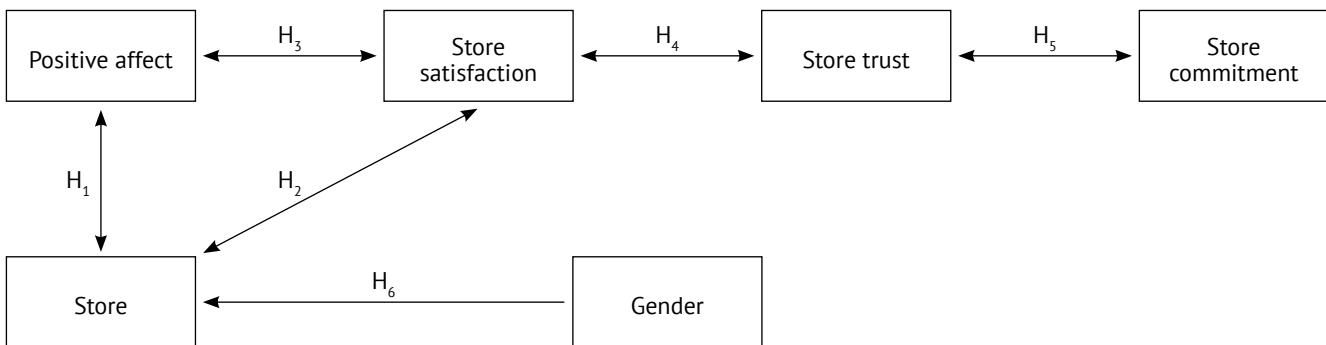 Positive affect
H₃
Store
satisfaction
H₄
Store trust
H₅
Store
commitment
H₁
H₂
Store
H₆
Gender